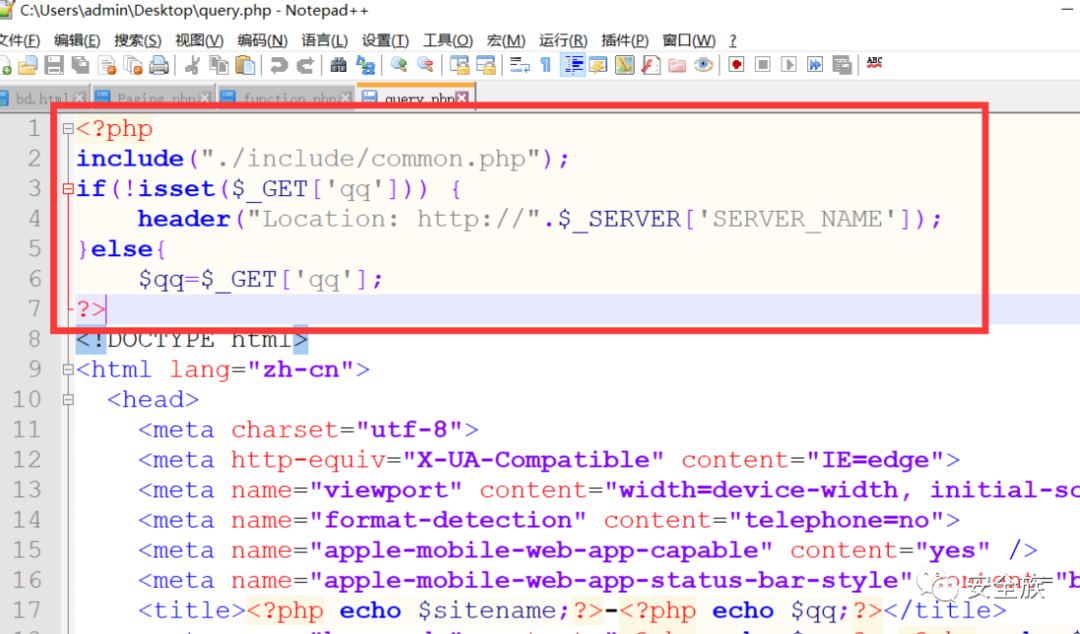 C:\Users\admin\Desktop\query.php - Notepad++
文件(F) 编辑(E) 搜索(S) 视图(V) 编码(N) 语言(L) 设置(T) 工具(O) 宏(M) 运行(R) 插件(P) 窗口(W) ?
ABC
bd.html Paging.php function.php query.php
1 <?php
2 include("./include/common.php");
3 if(!isset($_GET['qq'])) {
4 header("Location: http://".$_SERVER['SERVER_NAME']);
5 }else{
6 $qq=$_GET['qq'];
7 ?>
8 <!DOCTYPE html>
9 <html lang="zh-cn">
10 <head>
11 <meta charset="utf-8">
12 <meta http-equiv="X-UA-Compatible" content="IE=edge">
13 <meta name="viewport" content="width=device-width, initial-sc
14 <meta name="format-detection" content="telephone=no">
15 <meta name="apple-mobile-web-app-capable" content="yes" />
16 <meta name="apple-mobile-web-app-status-bar-style" content="b
安全族
17 <title><?php echo $sitename;?>-<?php echo $qq;?></title>